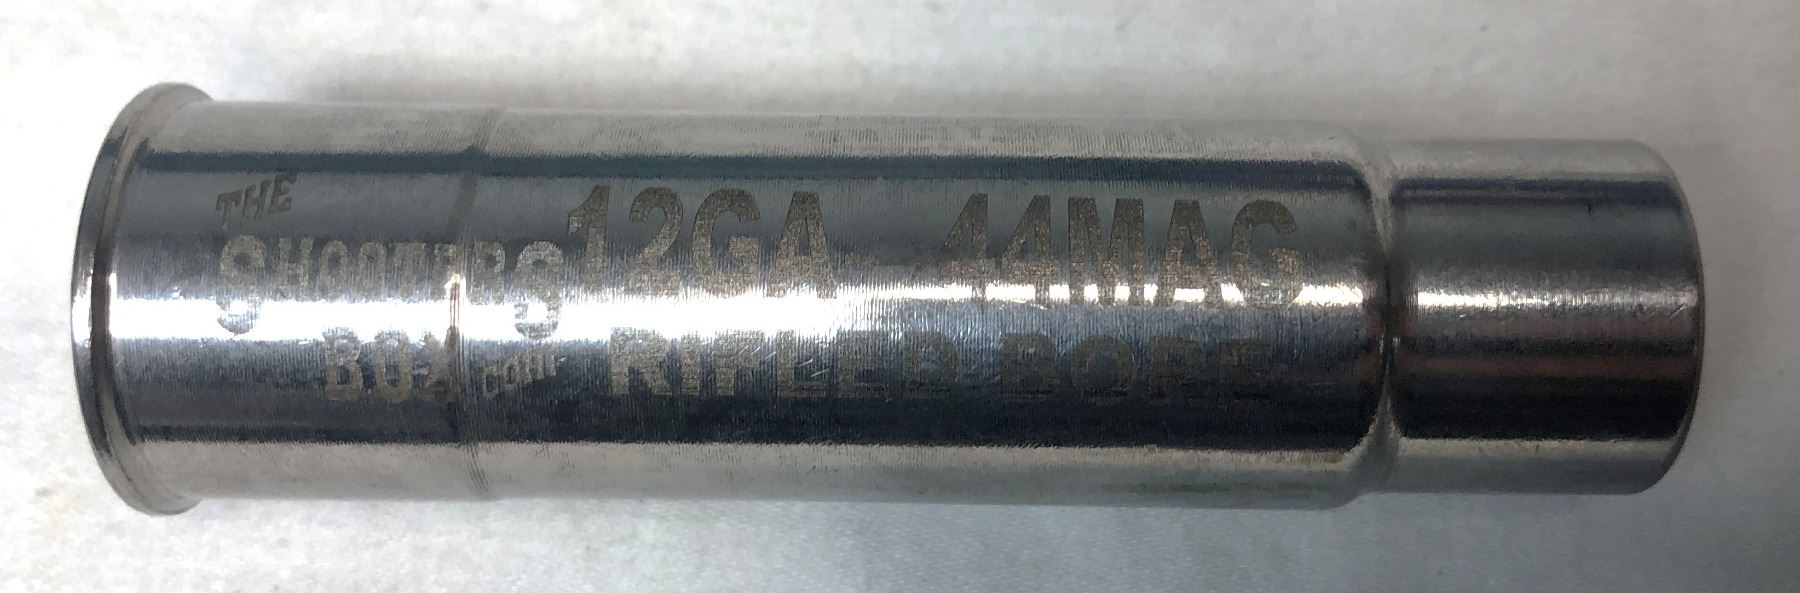 THE
SHOOTERS
BOX.com
12GA - 44MAG
RIFLED BORE